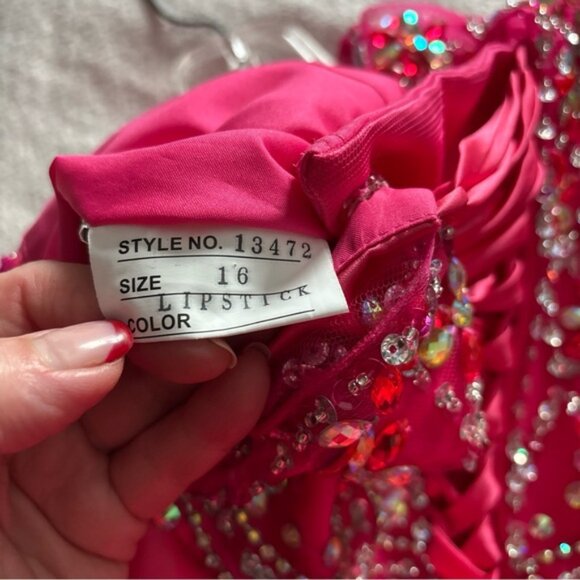 STYLE NO. 13472
SIZE 16
LIPSTICK
COLOR